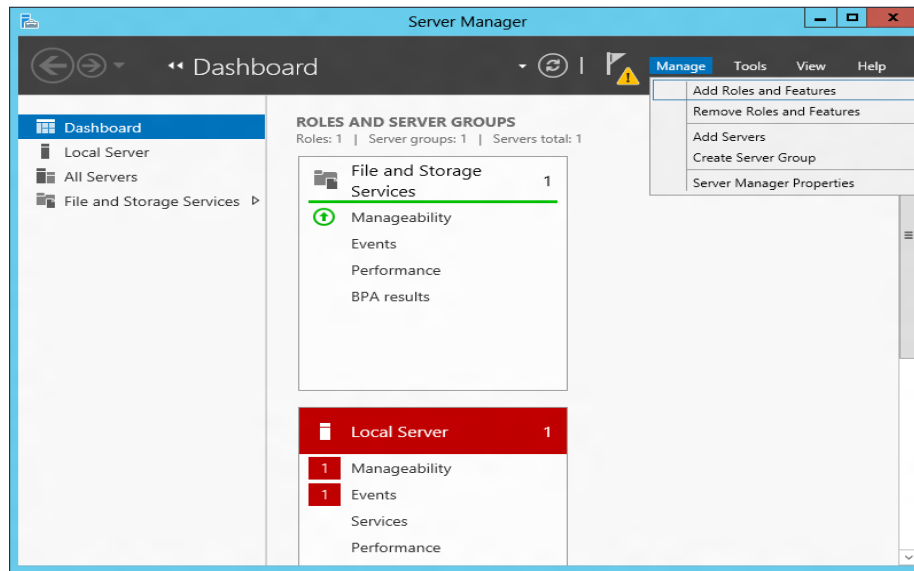 Server Manager
Dashboard
Manage Tools View Help
Add Roles and Features
Remove Roles and Features
Add Servers
Create Server Group
Server Manager Properties
Dashboard
Local Server
All Servers
File and Storage Services
ROLES AND SERVER GROUPS
Roles: 1 | Server groups: 1 | Servers total: 1
File and Storage
Services
1
Manageability
Events
Performance
BPA results
Local Server 1
1 Manageability
1 Events
Services
Performance